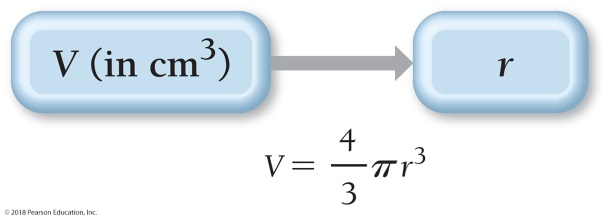 V (in cm³) r
V = 4/3 πr³
© 2018 Pearson Education, Inc.